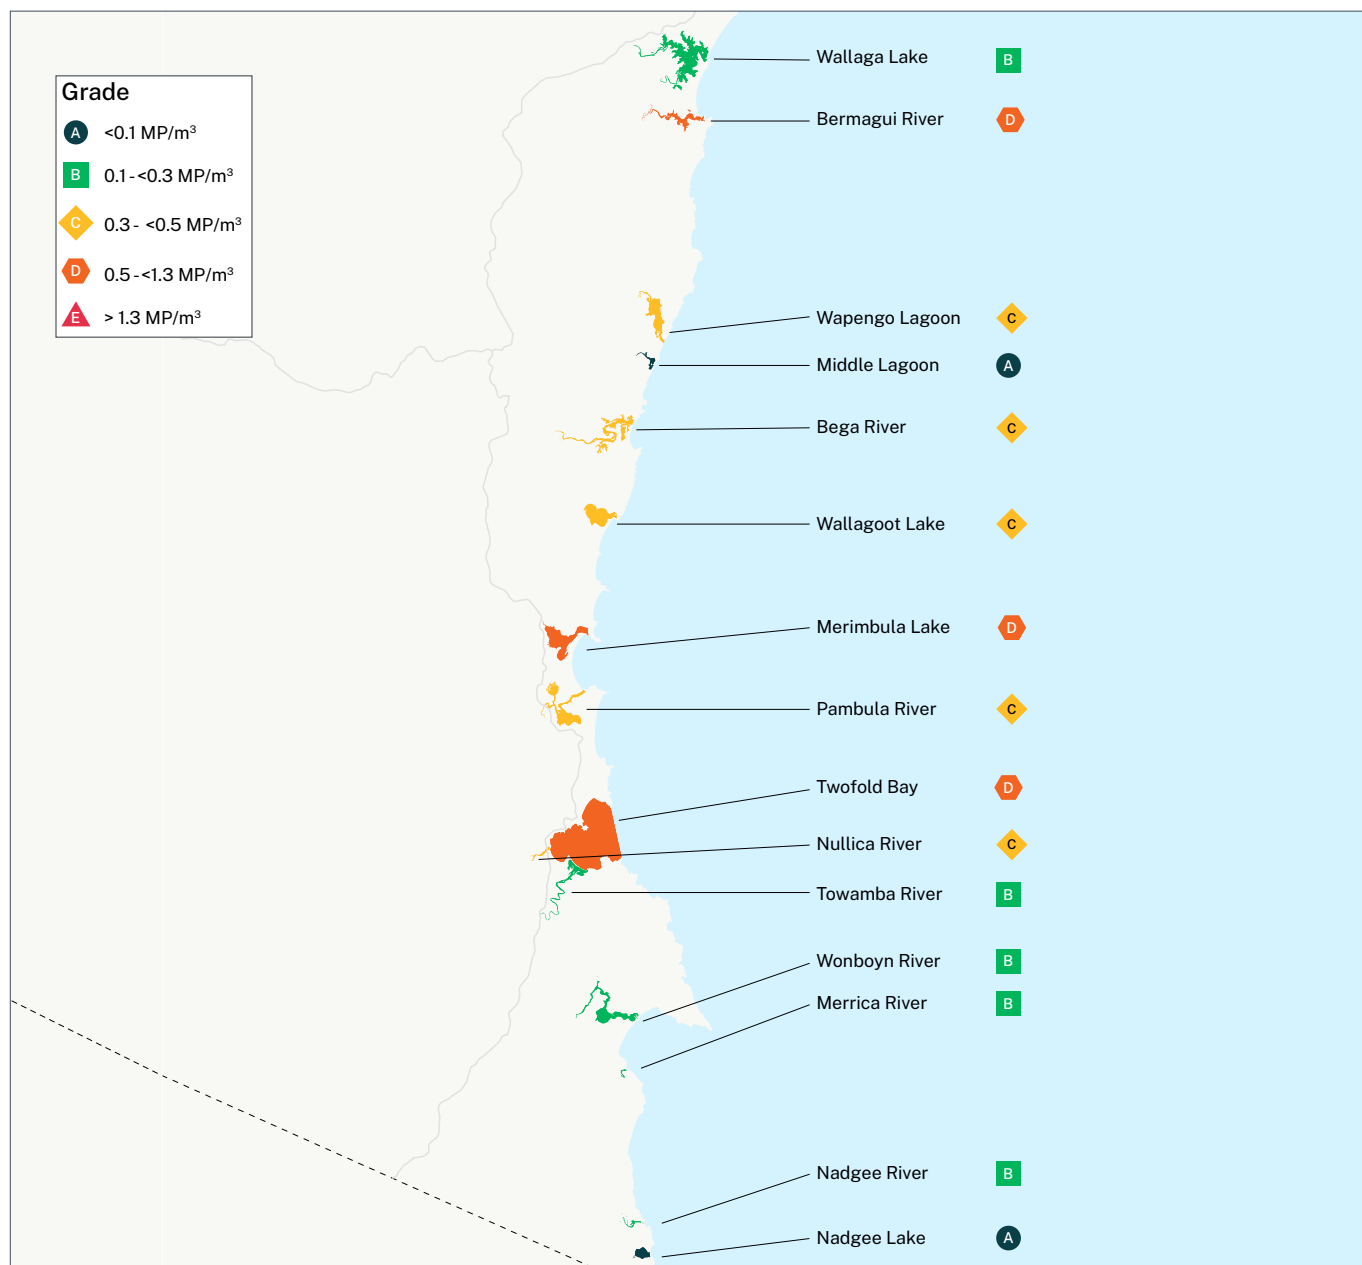 Grade
A <0.1 MP/m³
B 0.1 - <0.3 MP/m³
C 0.3 - <0.5 MP/m³
D 0.5 - <1.3 MP/m³
E > 1.3 MP/m³
Wallaga Lake B
Bermagui River D
Wapengo Lagoon C
Middle Lagoon A
Bega River C
Wallagoot Lake C
Merimbula Lake D
Pambula River C
Twofold Bay D
Nullica River C
Towamba River B
Wonboyn River B
Merrica River B
Nadgee River B
Nadgee Lake A